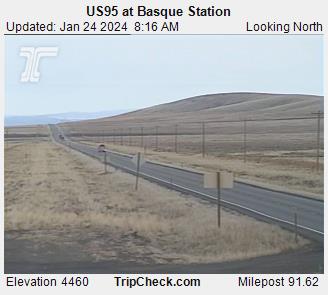 US95 at Basque Station
Updated: Jan 24 2024 8:16 AM Looking North
Elevation 4460 TripCheck.com Milepost 91.62